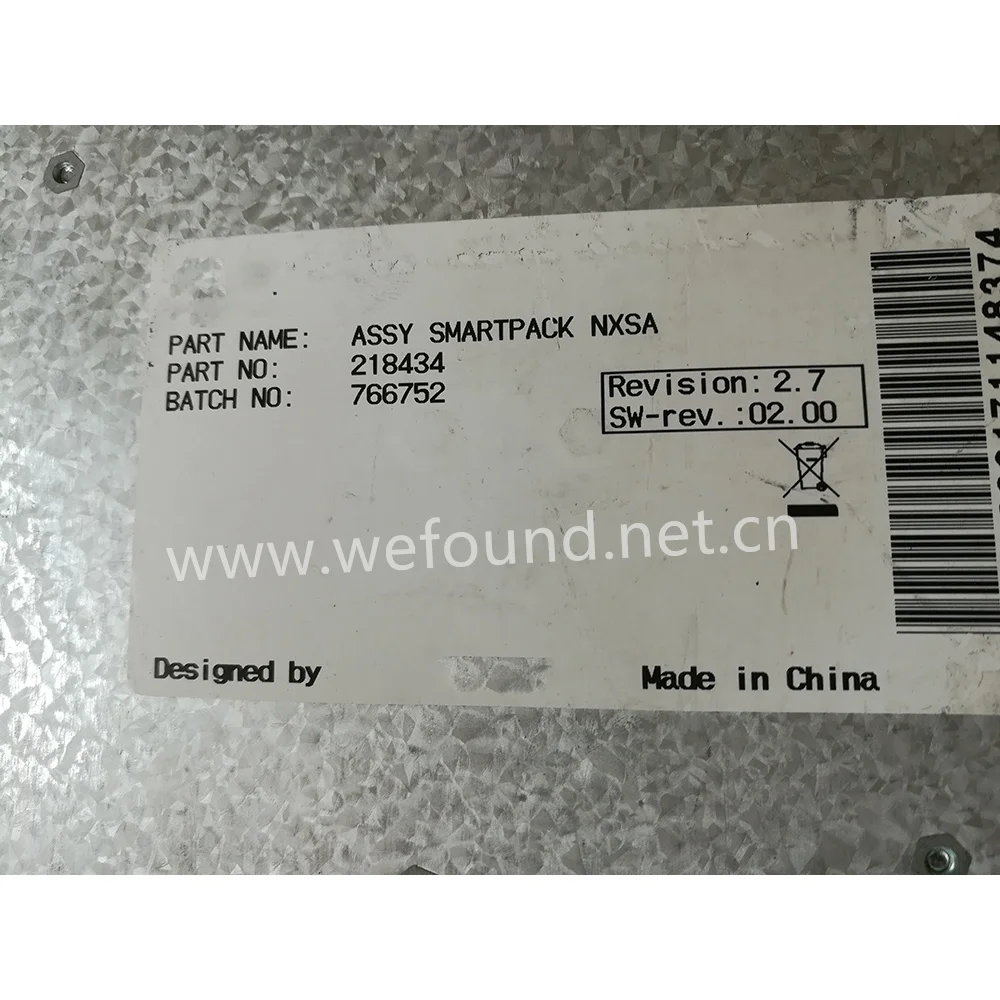 PART NAME: ASSY SMARTPACK NXSA
PART NO: 218434
BATCH NO: 766752
Revision: 2.7
SW-rev.:02.00
www.wefound.net.cn
Designed by
Made in China